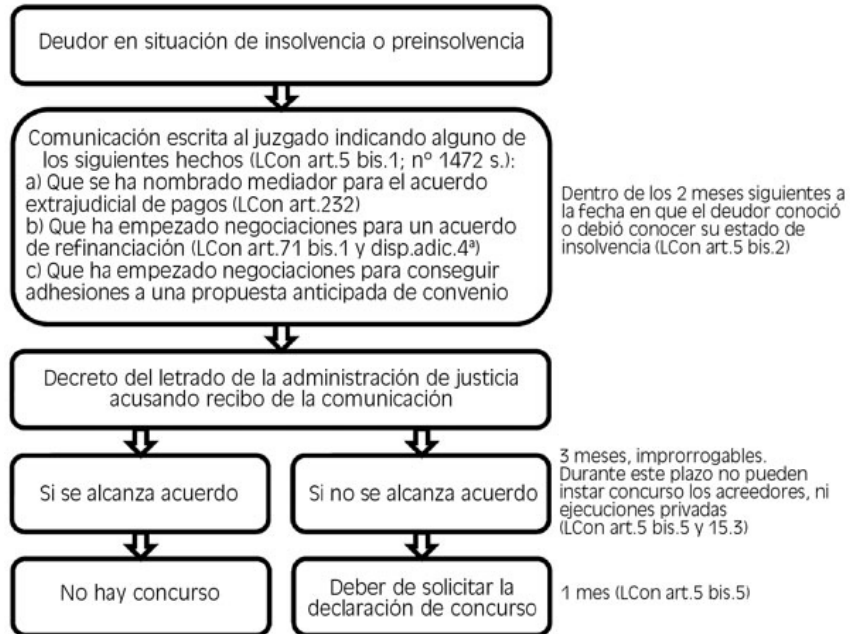 Deudor en situación de insolvencia o preinsolvencia
Comunicación escrita al juzgado indicando alguno de
los siguientes hechos (LCon art.5 bis.1; nº 1472 s.):
a) Que se ha nombrado mediador para el acuerdo
extrajudicial de pagos (LCon art.232)
b) Que ha empezado negociaciones para un acuerdo
de refinanciación (LCon art.71 bis.1 y disp.adic.4ª)
c) Que ha empezado negociaciones para conseguir
adhesiones a una propuesta anticipada de convenio
Dentro de los 2 meses siguientes a
la fecha en que el deudor conoció
o debió conocer su estado de
insolvencia (LCon art.5 bis.2)
Decreto del letrado de la administración de justicia
acusando recibo de la comunicación
Si se alcanza acuerdo
Si no se alcanza acuerdo
3 meses, improrrogables.
Durante este plazo no pueden
instar concurso los acreedores, ni
ejecuciones privadas
(LCon art.5 bis.5 y 15.3)
No hay concurso
Deber de solicitar la
declaración de concurso
1 mes (LCon art.5 bis.5)